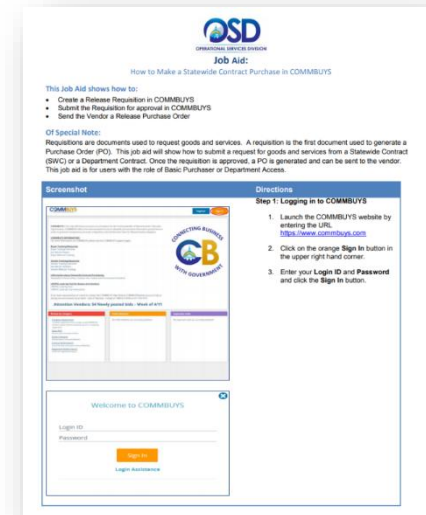 OSD
OPERATIONAL SERVICES DIVISION
Job Aid:
How to Make a Statewide Contract Purchase in COMMBUYS
This Job Aid shows how to:
• Create a Release Requisition in COMMBUYS
• Submit the Requisition for approval in COMMBUYS
• Send the Vendor a Release Purchase Order
Of Special Note:
Requisitions are documents used to request goods and services. A requisition is the first document used to generate a
Purchase Order (PO). This job aid will show how to submit a request for goods and services from a Statewide Contract
(SWC) or a Department Contract. Once the requisition is approved, a PO is generated and can be sent to the vendor.
This job aid is for users with the role of Basic Purchaser or Department Access.
Screenshot
Directions
Step 1: Logging in to COMMBUYS
1. Launch the COMMBUYS website by
entering the URL
https://www.commbuys.com
2. Click on the orange Sign In button in
the upper right hand corner.
3. Enter your Login ID and Password
and click the Sign In button.
COMMBUYS
CONNECTING BUSINESS
CB
WITH GOVERNMENT
Welcome to COMMBUYS
Login ID
Password
Sign In
Login Assistance